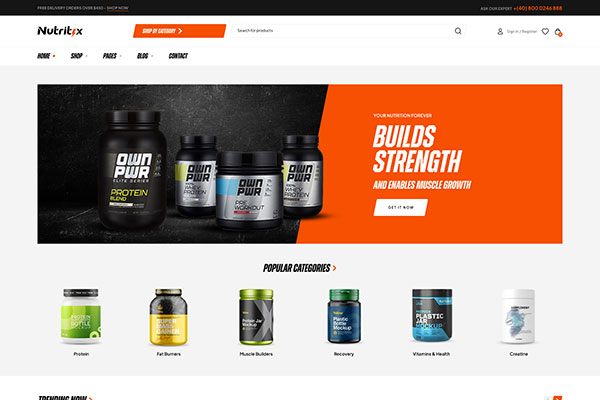 FREE DELIVERY ORDERS OVER $400 - SHOP NOW
ASK OUR EXPERT +(40) 800 0246 888
Nutritix
SHOP BY CATEGORY
Search for products
Sign in / Register
HOME
SHOP
PAGES
BLOG
CONTACT
OWN PWR
ELITE SERIES
PROTEIN
BLEND
100%
WHEY
PROTEIN
OWN
PWR
PRE
WORKOUT
OWN
PWR
100% WHEY
PROTEIN
YOUR NUTRITION FOREVER
BUILDS
STRENGTH
AND ENABLES MUSCLE GROWTH
GET IT NOW
POPULAR CATEGORIES
PROTEIN
BOTTLE
Protein Jar
Mockup
Plastic
Bottle
Mockup
PLASTIC
JAR
MOCKUP
SUPPLEMENT
Protein
Fat Burners
Muscle Builders
Recovery
Vitamins & Health
Creatine
TRENDING NOW